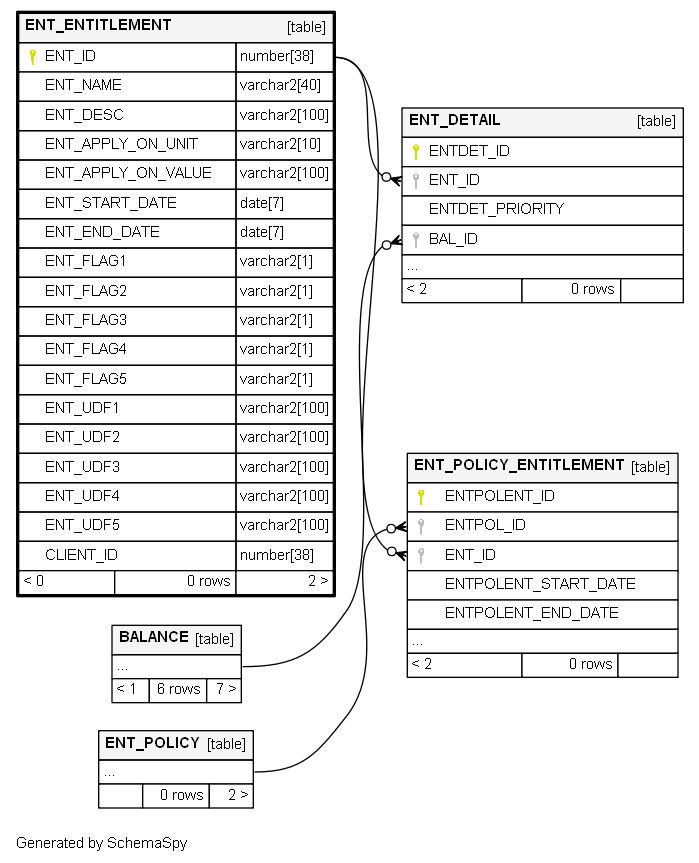 ENT_ENTITLEMENT [table]
ENT_ID number[38]
ENT_NAME varchar2[40]
ENT_DESC varchar2[100]
ENT_APPLY_ON_UNIT varchar2[10]
ENT_APPLY_ON_VALUE varchar2[100]
ENT_START_DATE date[7]
ENT_END_DATE date[7]
ENT_FLAG1 varchar2[1]
ENT_FLAG2 varchar2[1]
ENT_FLAG3 varchar2[1]
ENT_FLAG4 varchar2[1]
ENT_FLAG5 varchar2[1]
ENT_UDF1 varchar2[100]
ENT_UDF2 varchar2[100]
ENT_UDF3 varchar2[100]
ENT_UDF4 varchar2[100]
ENT_UDF5 varchar2[100]
CLIENT_ID number[38]
< 0 0 rows 2 >
ENT_DETAIL [table]
ENTDET_ID
ENT_ID
ENTDET_PRIORITY
BAL_ID
...
< 2 0 rows
ENT_POLICY_ENTITLEMENT [table]
ENTPOLENT_ID
ENTPOL_ID
ENT_ID
ENTPOLENT_START_DATE
ENTPOLENT_END_DATE
...
< 2 0 rows
BALANCE [table]
...
< 1 6 rows 7 >
ENT_POLICY [table]
...
0 rows 2 >
Generated by SchemaSpy